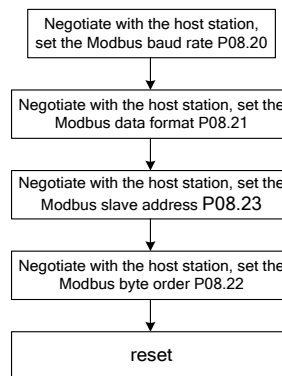 Negotiate with the host station,
set the Modbus baud rate P08.20
Negotiate with the host station, set the
Modbus data format P08.21
Negotiate with the host station, set the
Modbus slave address P08.23
Negotiate with the host station, set the
Modbus byte order P08.22
reset